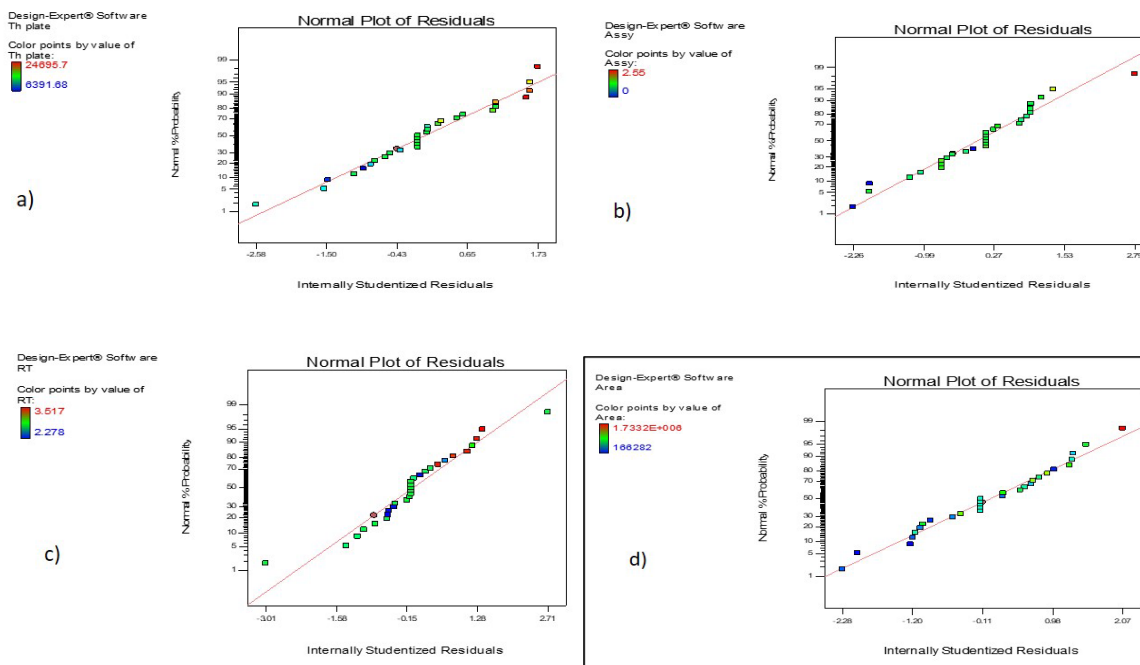 Design-Expert® Software
Th plate
Color points by value of
Th plate:
24695.7
6391.68
Normal Plot of Residuals
Normal % Probability
99
95
90
80
70
50
30
20
10
5
1
-2.58
-1.50
-0.43
0.65
1.73
Internally Studentized Residuals
a)
Design-Expert® Software
Assy
Color points by value of
Assy:
2.55
0
Normal Plot of Residuals
Normal % Probability
99
95
90
80
70
50
30
20
10
5
1
-2.26
-0.99
0.27
1.53
2.79
Internally Studentized Residuals
b)
Design-Expert® Software
RT
Color points by value of
RT:
3.517
2.278
Normal Plot of Residuals
Normal % Probability
99
95
90
80
70
50
30
20
10
5
1
-3.01
-1.58
-0.15
1.28
2.71
Internally Studentized Residuals
c)
Design-Expert® Software
Area
Color points by value of
Area:
1.7332E+006
166282
Normal Plot of Residuals
Normal % Probability
99
95
90
80
70
50
30
20
10
5
1
-2.28
-1.20
-0.11
0.98
2.07
Internally Studentized Residuals
d)